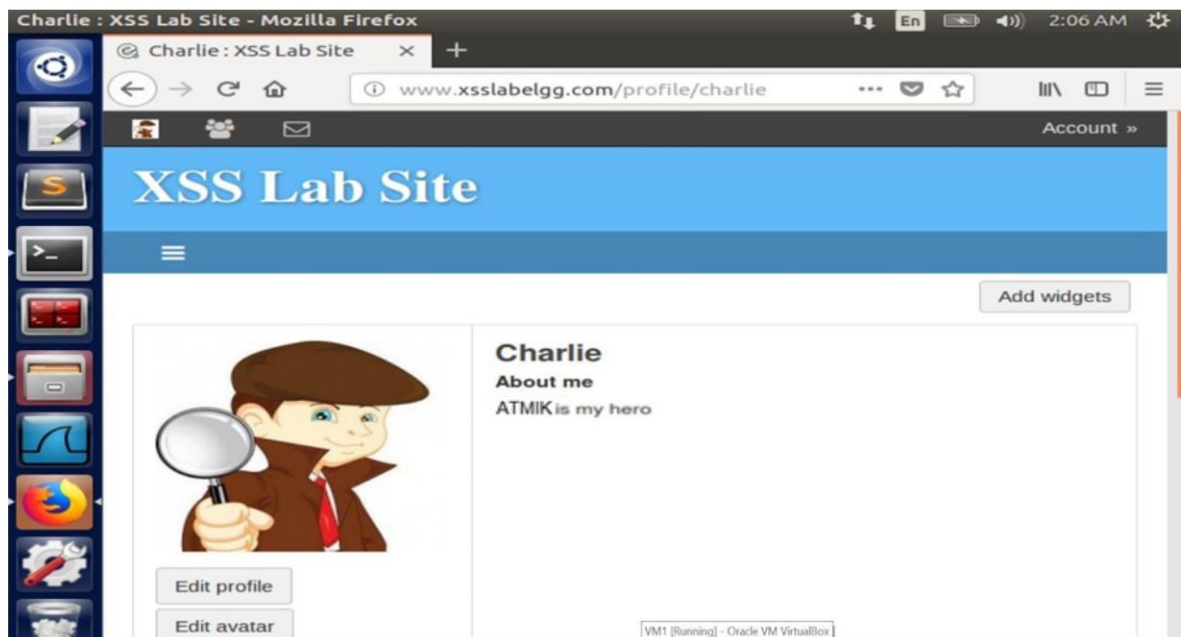 Charlie : XSS Lab Site - Mozilla Firefox En 2:06 AM
Charlie : XSS Lab Site
www.xsslabelgg.com/profile/charlie
Account »
XSS Lab Site
Add widgets
Charlie
About me
ATMIK is my hero
Edit profile
Edit avatar
VM1 [Running] - Oracle VM VirtualBox